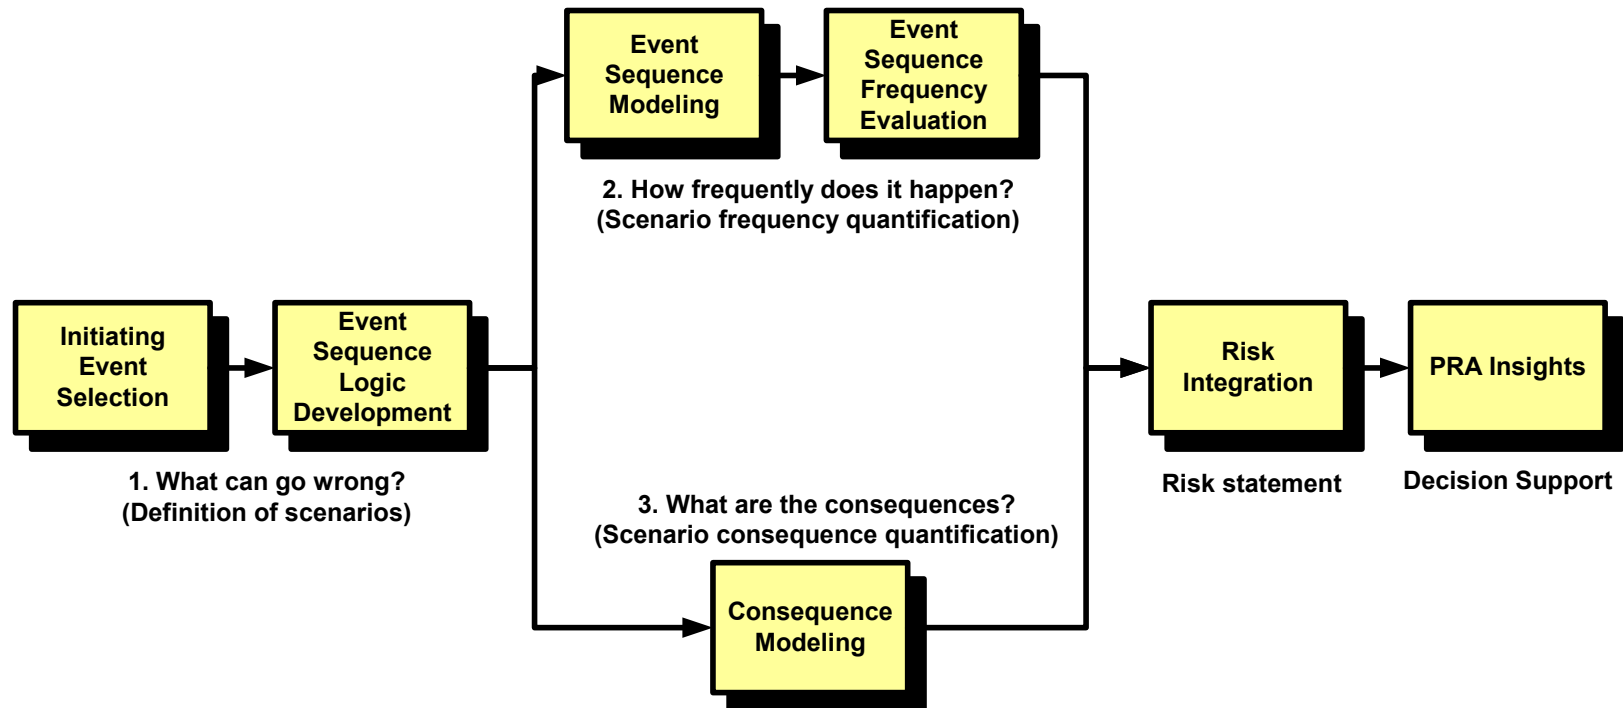 Event
Sequence
Modeling
Event
Sequence
Frequency
Evaluation
2. How frequently does it happen?
(Scenario frequency quantification)
Initiating
Event
Selection
Event
Sequence
Logic
Development
1. What can go wrong?
(Definition of scenarios)
3. What are the consequences?
(Scenario consequence quantification)
Consequence
Modeling
Risk
Integration
Risk statement
PRA Insights
Decision Support